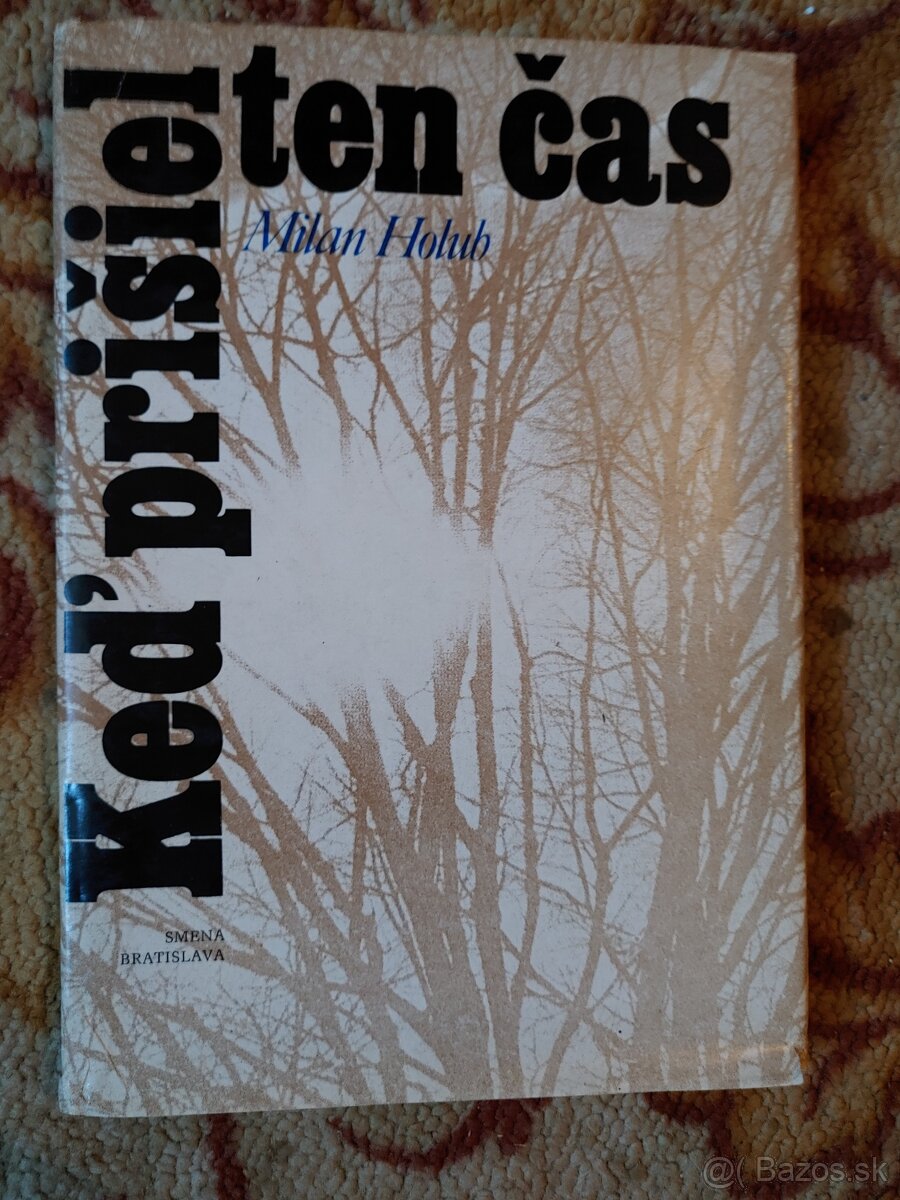 Keď prišiel
ten čas
Milan Holub
SMENA
BRATISLAVA
@( Bazos.sk